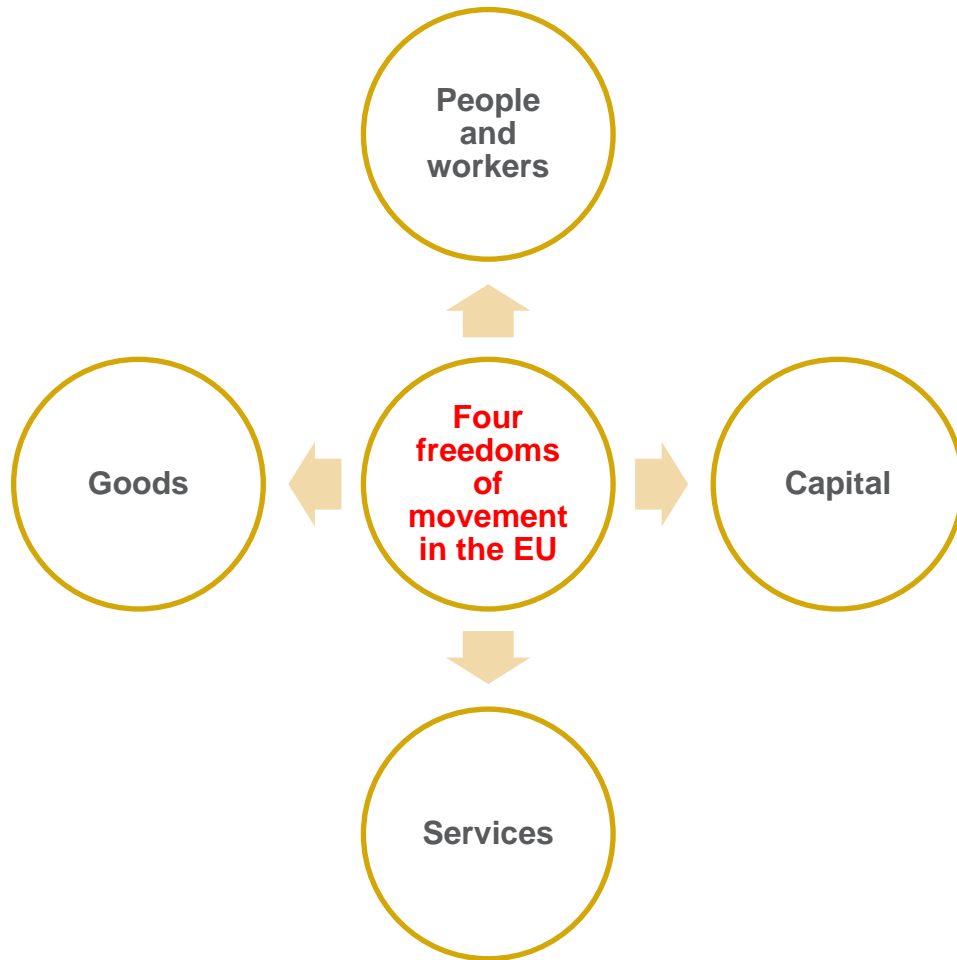 People
and
workers
Goods
Four
freedoms
of
movement
in the EU
Capital
Services